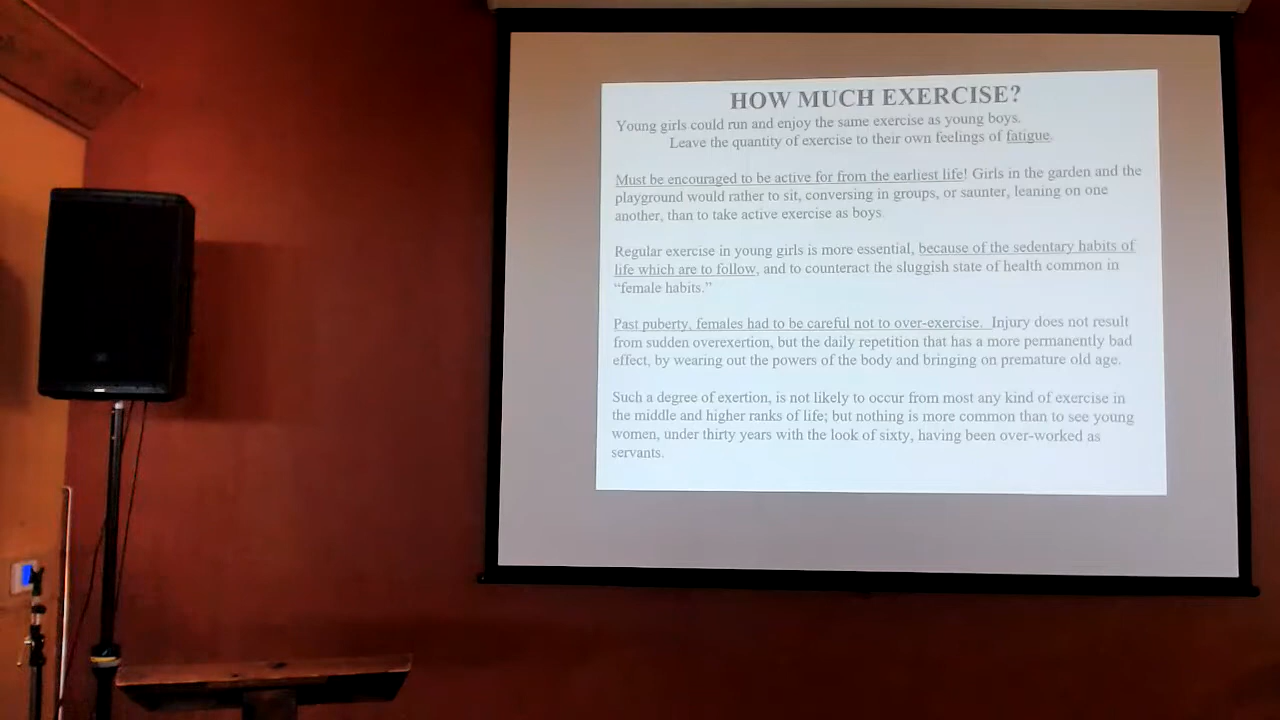 HOW MUCH EXERCISE?
Young girls could run and enjoy the same exercise as young boys.
Leave the quantity of exercise to their own feelings of fatigue.
Must be encouraged to be active for from the earliest life! Girls in the garden and the
playground would rather to sit, conversing in groups, or saunter, leaning on one
another, than to take active exercise as boys.
Regular exercise in young girls is more essential, because of the sedentary habits of
life which are to follow, and to counteract the sluggish state of health common in
“female habits.”
Past puberty, females had to be careful not to over-exercise. Injury does not result
from sudden overexertion, but the daily repetition that has a more permanently bad
effect, by wearing out the powers of the body and bringing on premature old age.
Such a degree of exertion, is not likely to occur from most any kind of exercise in
the middle and higher ranks of life; but nothing is more common than to see young
women, under thirty years with the look of sixty, having been over-worked as
servants.